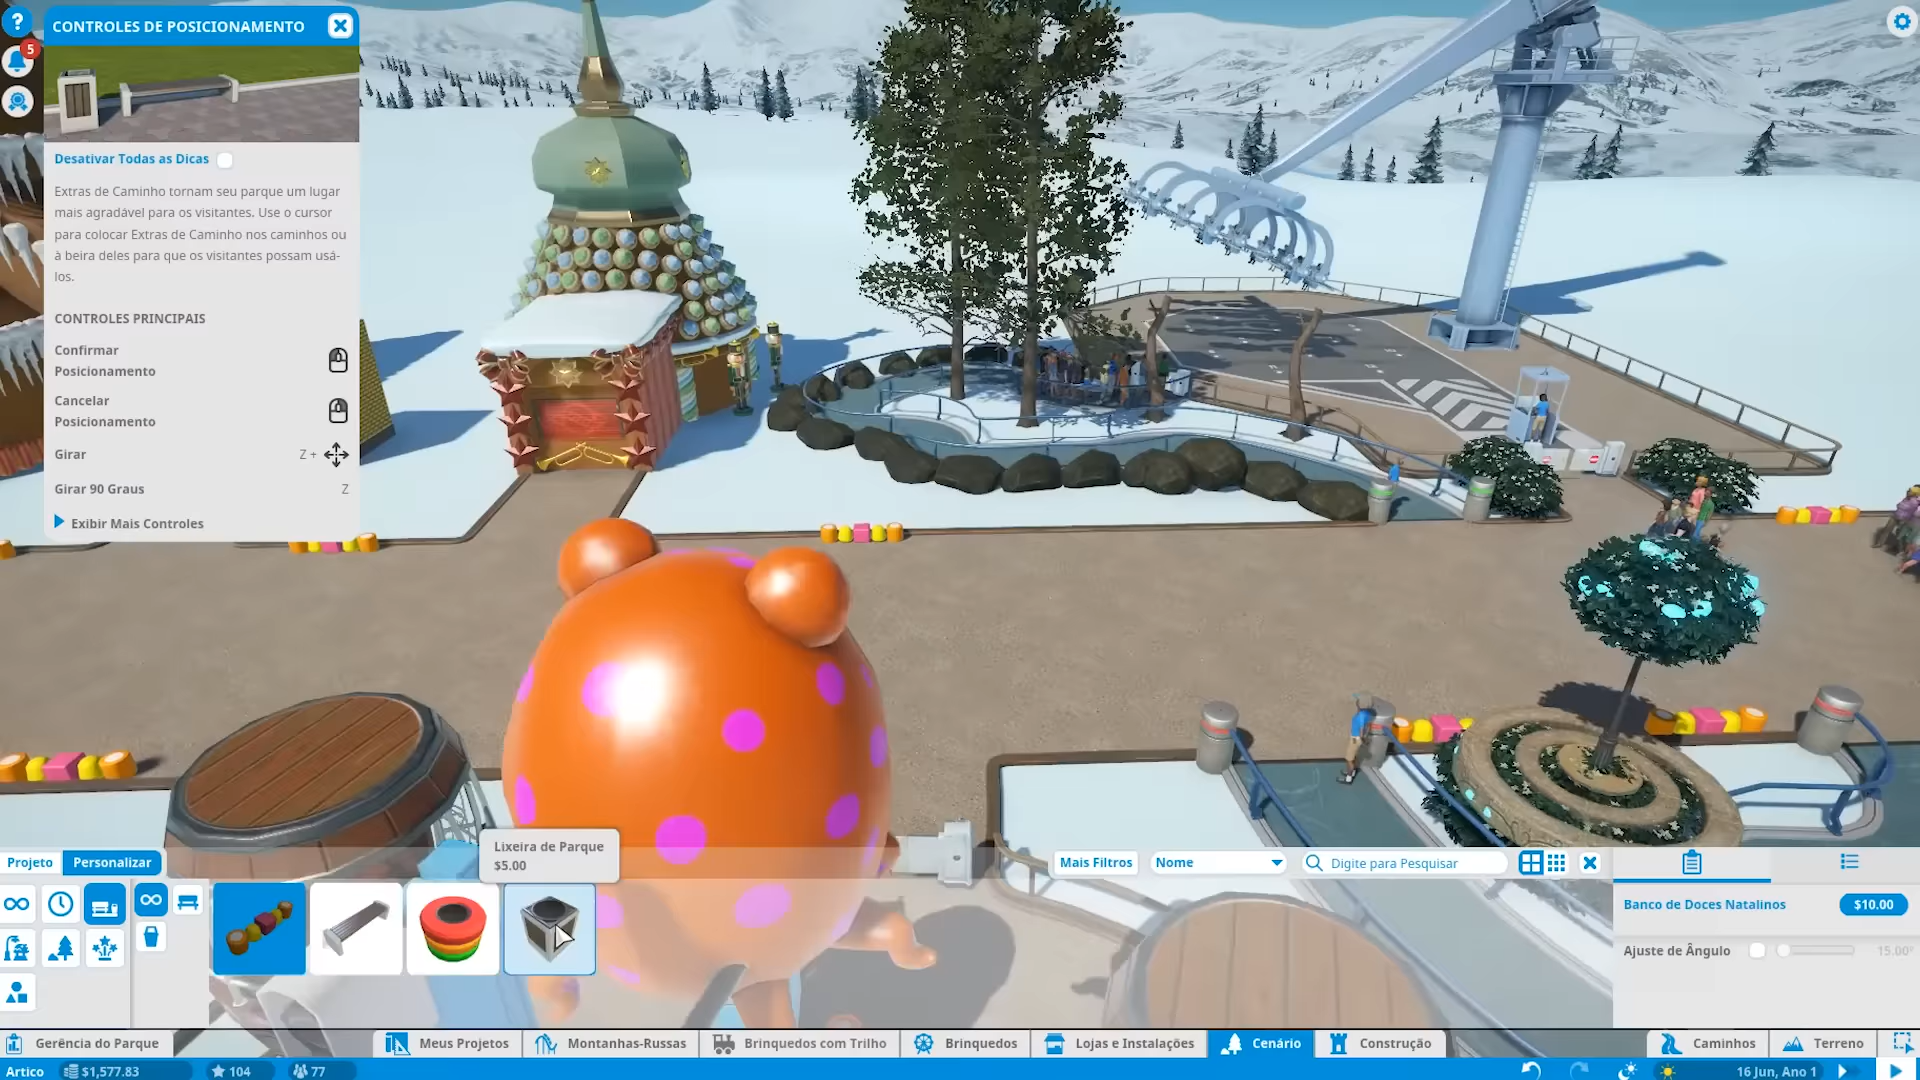 ?
5
CONTROLES DE POSICIONAMENTO
Desativar Todas as Dicas
Extras de Caminho tornam seu parque um lugar
mais agradável para os visitantes. Use o cursor
para colocar Extras de Caminho nos caminhos ou
à beira deles para que os visitantes possam usá-
los.
CONTROLES PRINCIPAIS
Confirmar
Posicionamento
Cancelar
Posicionamento
Girar Z +
Girar 90 Graus Z
Exibir Mais Controles
Lixeira de Parque
$5.00
Projeto Personalizar
Mais Filtros Nome Digite para Pesquisar
Banco de Doces Natalinos $10.00
Ajuste de Ângulo 15.00°
Gerência do Parque Meus Projetos Montanhas-Russas Brinquedos com Trilho Brinquedos Lojas e Instalações Cenário Construção Caminhos Terreno
Artico $1,577.83 104 77 16 Jun, Ano 1